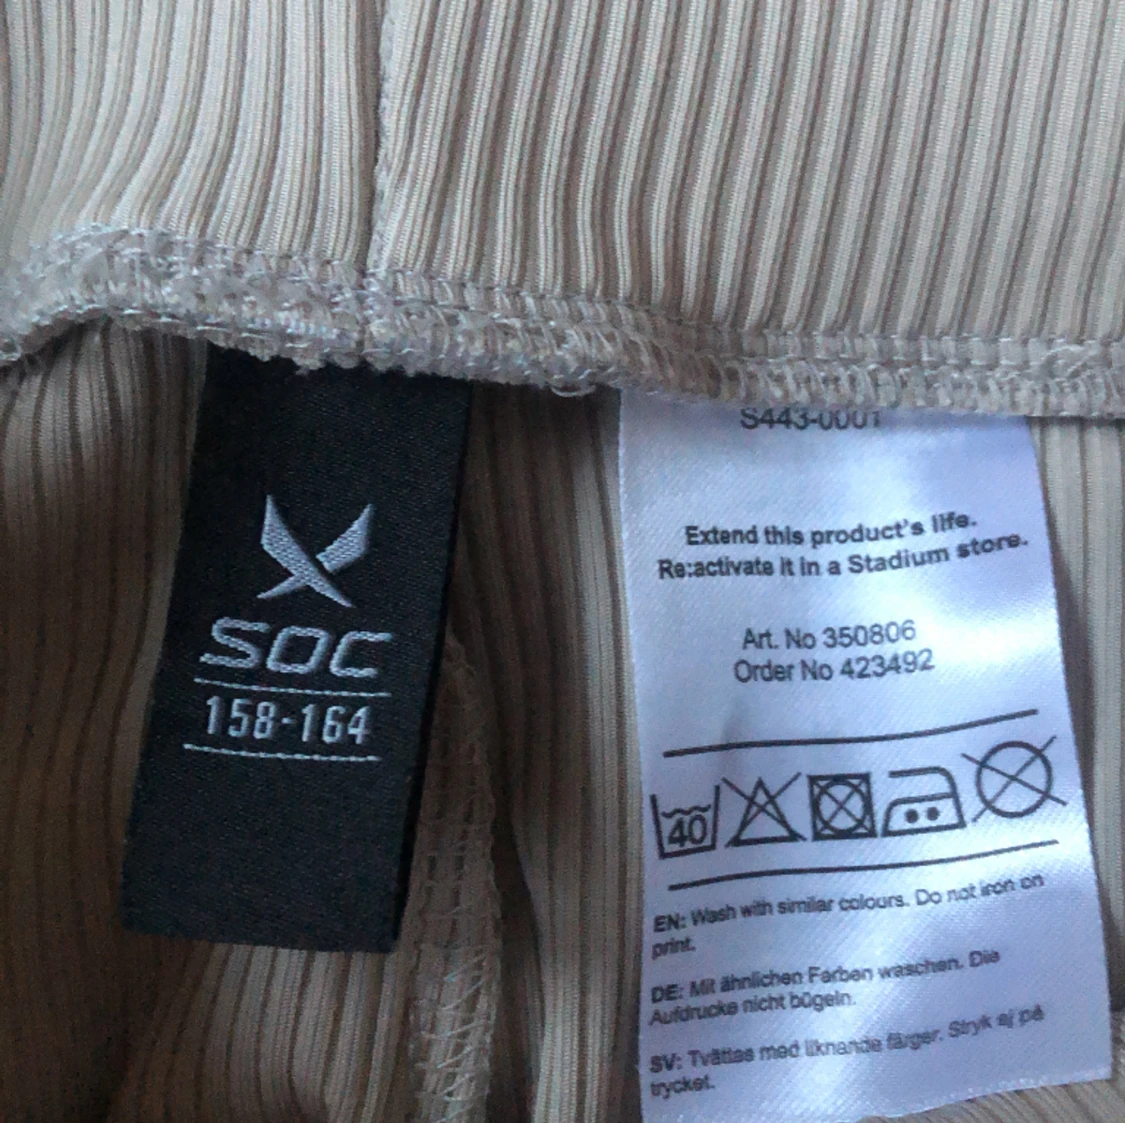 SOC
158-164
S443-0001
Extend this product's life.
Re:activate it in a Stadium store.
Art. No 350806
Order No 423492
40
EN: Wash with similar colours. Do not iron on
print.
DE: Mit ähnlichen Farben waschen. Die
Aufdrucke nicht bügeln.
SV: Tvättas med liknande färger. Stryk ej på
trycket.